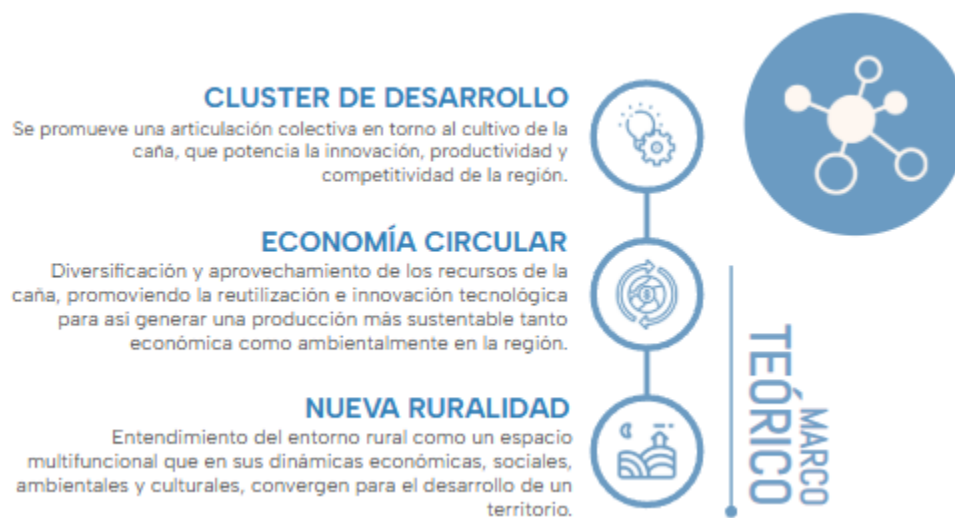 CLUSTER DE DESARROLLO
Se promueve una articulación colectiva en torno al cultivo de la
caña, que potencia la innovación, productividad y
competitividad de la región.
ECONOMÍA CIRCULAR
Diversificación y aprovechamiento de los recursos de la
caña, promoviendo la reutilización e innovación tecnológica
para así generar una producción más sustentable tanto
económica como ambientalmente en la región.
NUEVA RURALIDAD
Entendimiento del entorno rural como un espacio
multifuncional que en sus dinámicas económicas, sociales,
ambientales y culturales, convergen para el desarrollo de un
territorio.
MARCO
TEÓRICO